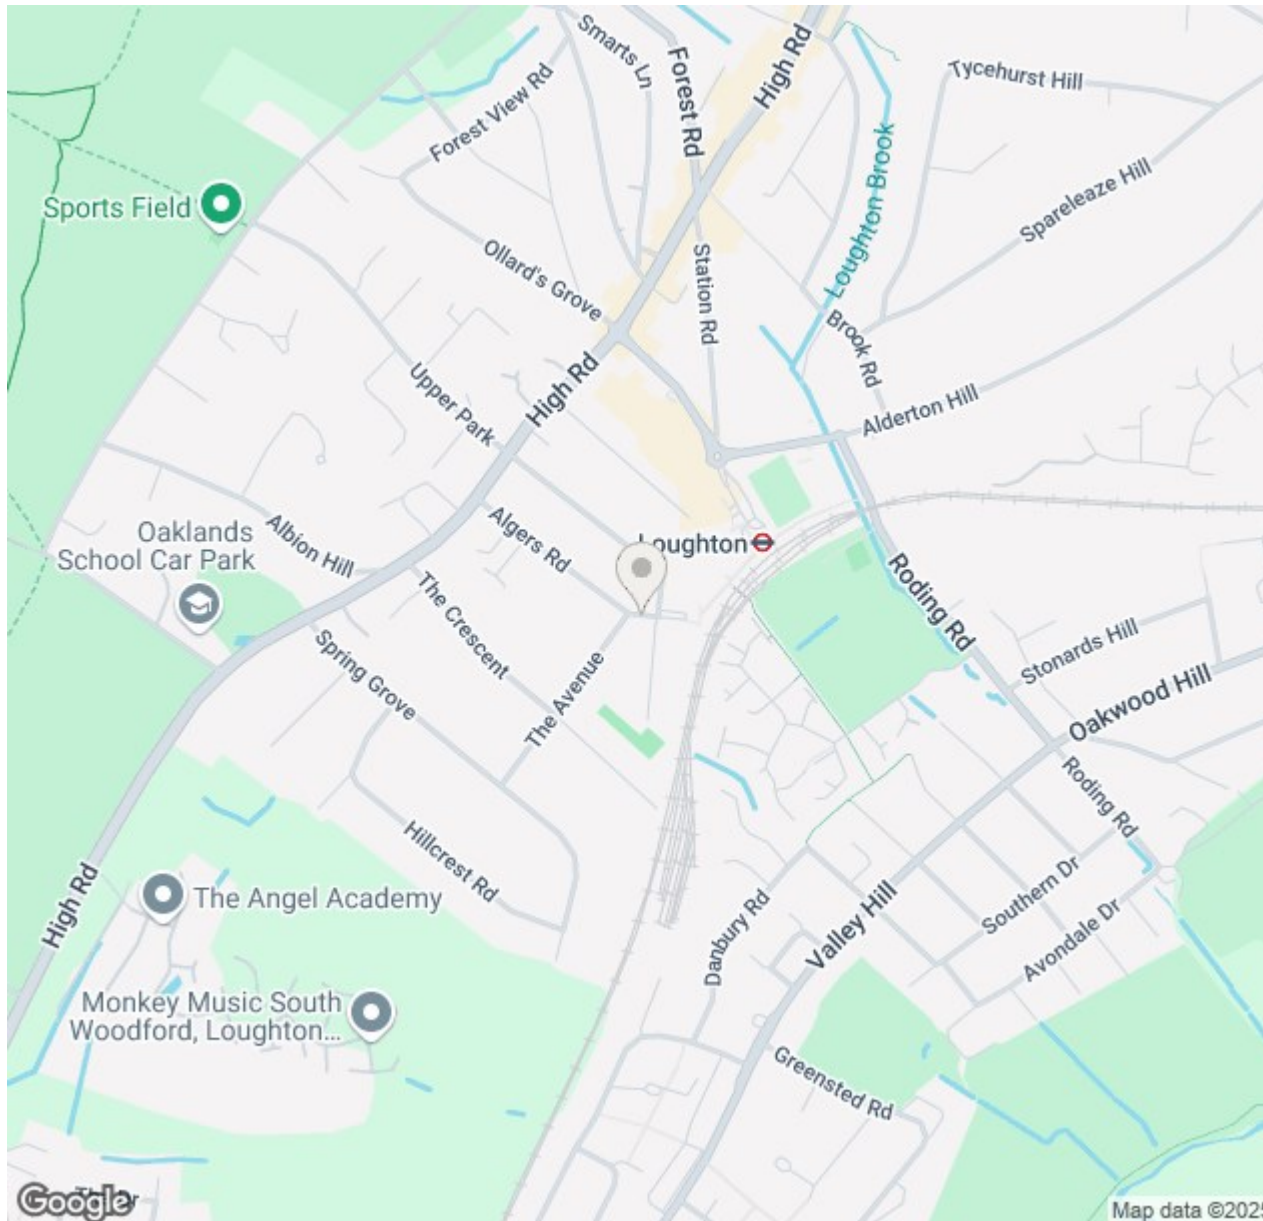 Smarts Ln
Forest Rd
High Rd
Tycehurst Hill
Forest View Rd
Loughton Brook
Sports Field
Spareleaze Hill
Ollard's Grove
Station Rd
Brook Rd
High Rd
Upper Park
Alderton Hill
Oaklands
School Car Park
Albion Hill
Algers Rd
Loughton
Roding Rd
The Crescent
Spring Grove
The Avenue
Stonards Hill
Oakwood Hill
Roding Rd
Hillcrest Rd
The Angel Academy
High Rd
Danbury Rd
Valley Hill
Southern Dr
Avondale Dr
Monkey Music South
Woodford, Loughton...
Greensted Rd
Google
Map data ©2025